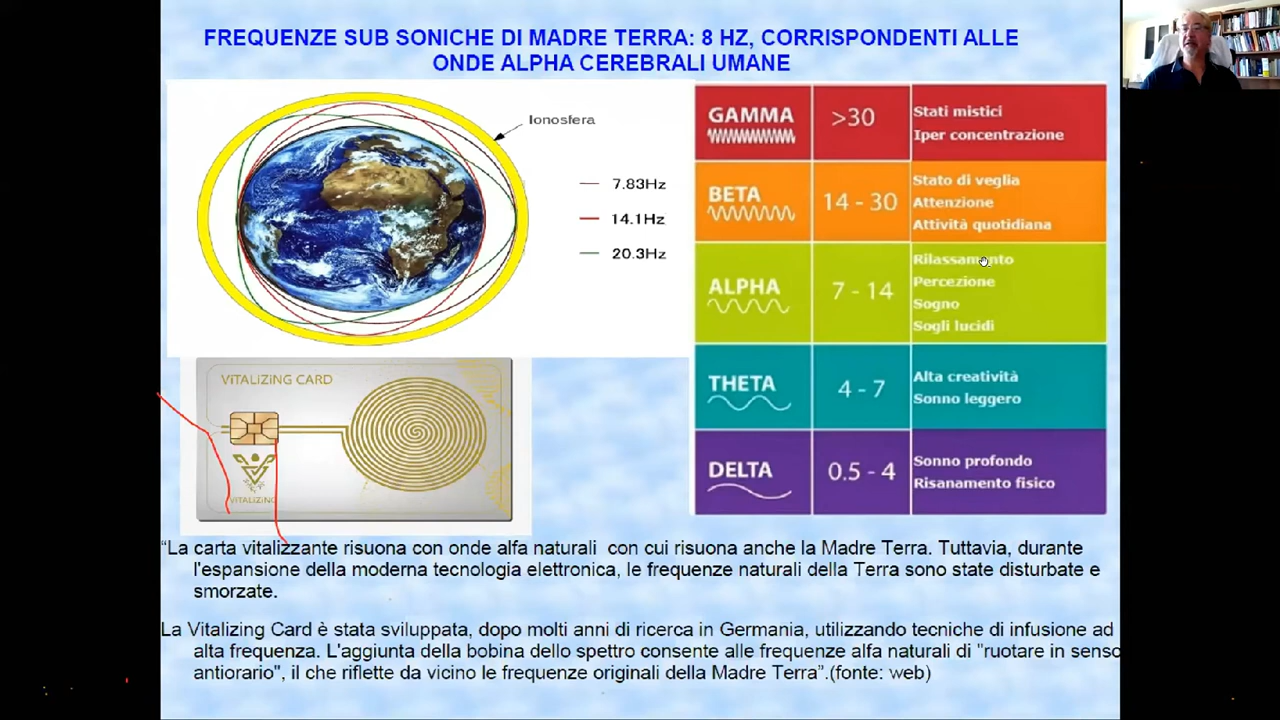 FREQUENZE SUB SONICHE DI MADRE TERRA: 8 HZ, CORRISPONDENTI ALLE
ONDE ALPHA CEREBRALI UMANE
Ionosfera
7.83Hz
14.1Hz
20.3Hz
GAMMA
>30
Stati mistici
Iper concentrazione
BETA
14 - 30
Stato di veglia
Attenzione
Attività quotidiana
ALPHA
7 - 14
Rilassamento
Percezione
Sogno
Sogli lucidi
THETA
4 - 7
Alta creatività
Sonno leggero
DELTA
0.5 - 4
Sonno profondo
Risanamento fisico
VITALIZING CARD
VITALIZING
“La carta vitalizzante risuona con onde alfa naturali con cui risuona anche la Madre Terra. Tuttavia, durante
l'espansione della moderna tecnologia elettronica, le frequenze naturali della Terra sono state disturbate e
smorzate.
La Vitalizing Card è stata sviluppata, dopo molti anni di ricerca in Germania, utilizzando tecniche di infusione ad
alta frequenza. L'aggiunta della bobina dello spettro consente alle frequenze alfa naturali di "ruotare in senso
antiorario", il che riflette da vicino le frequenze originali della Madre Terra”.(fonte: web)